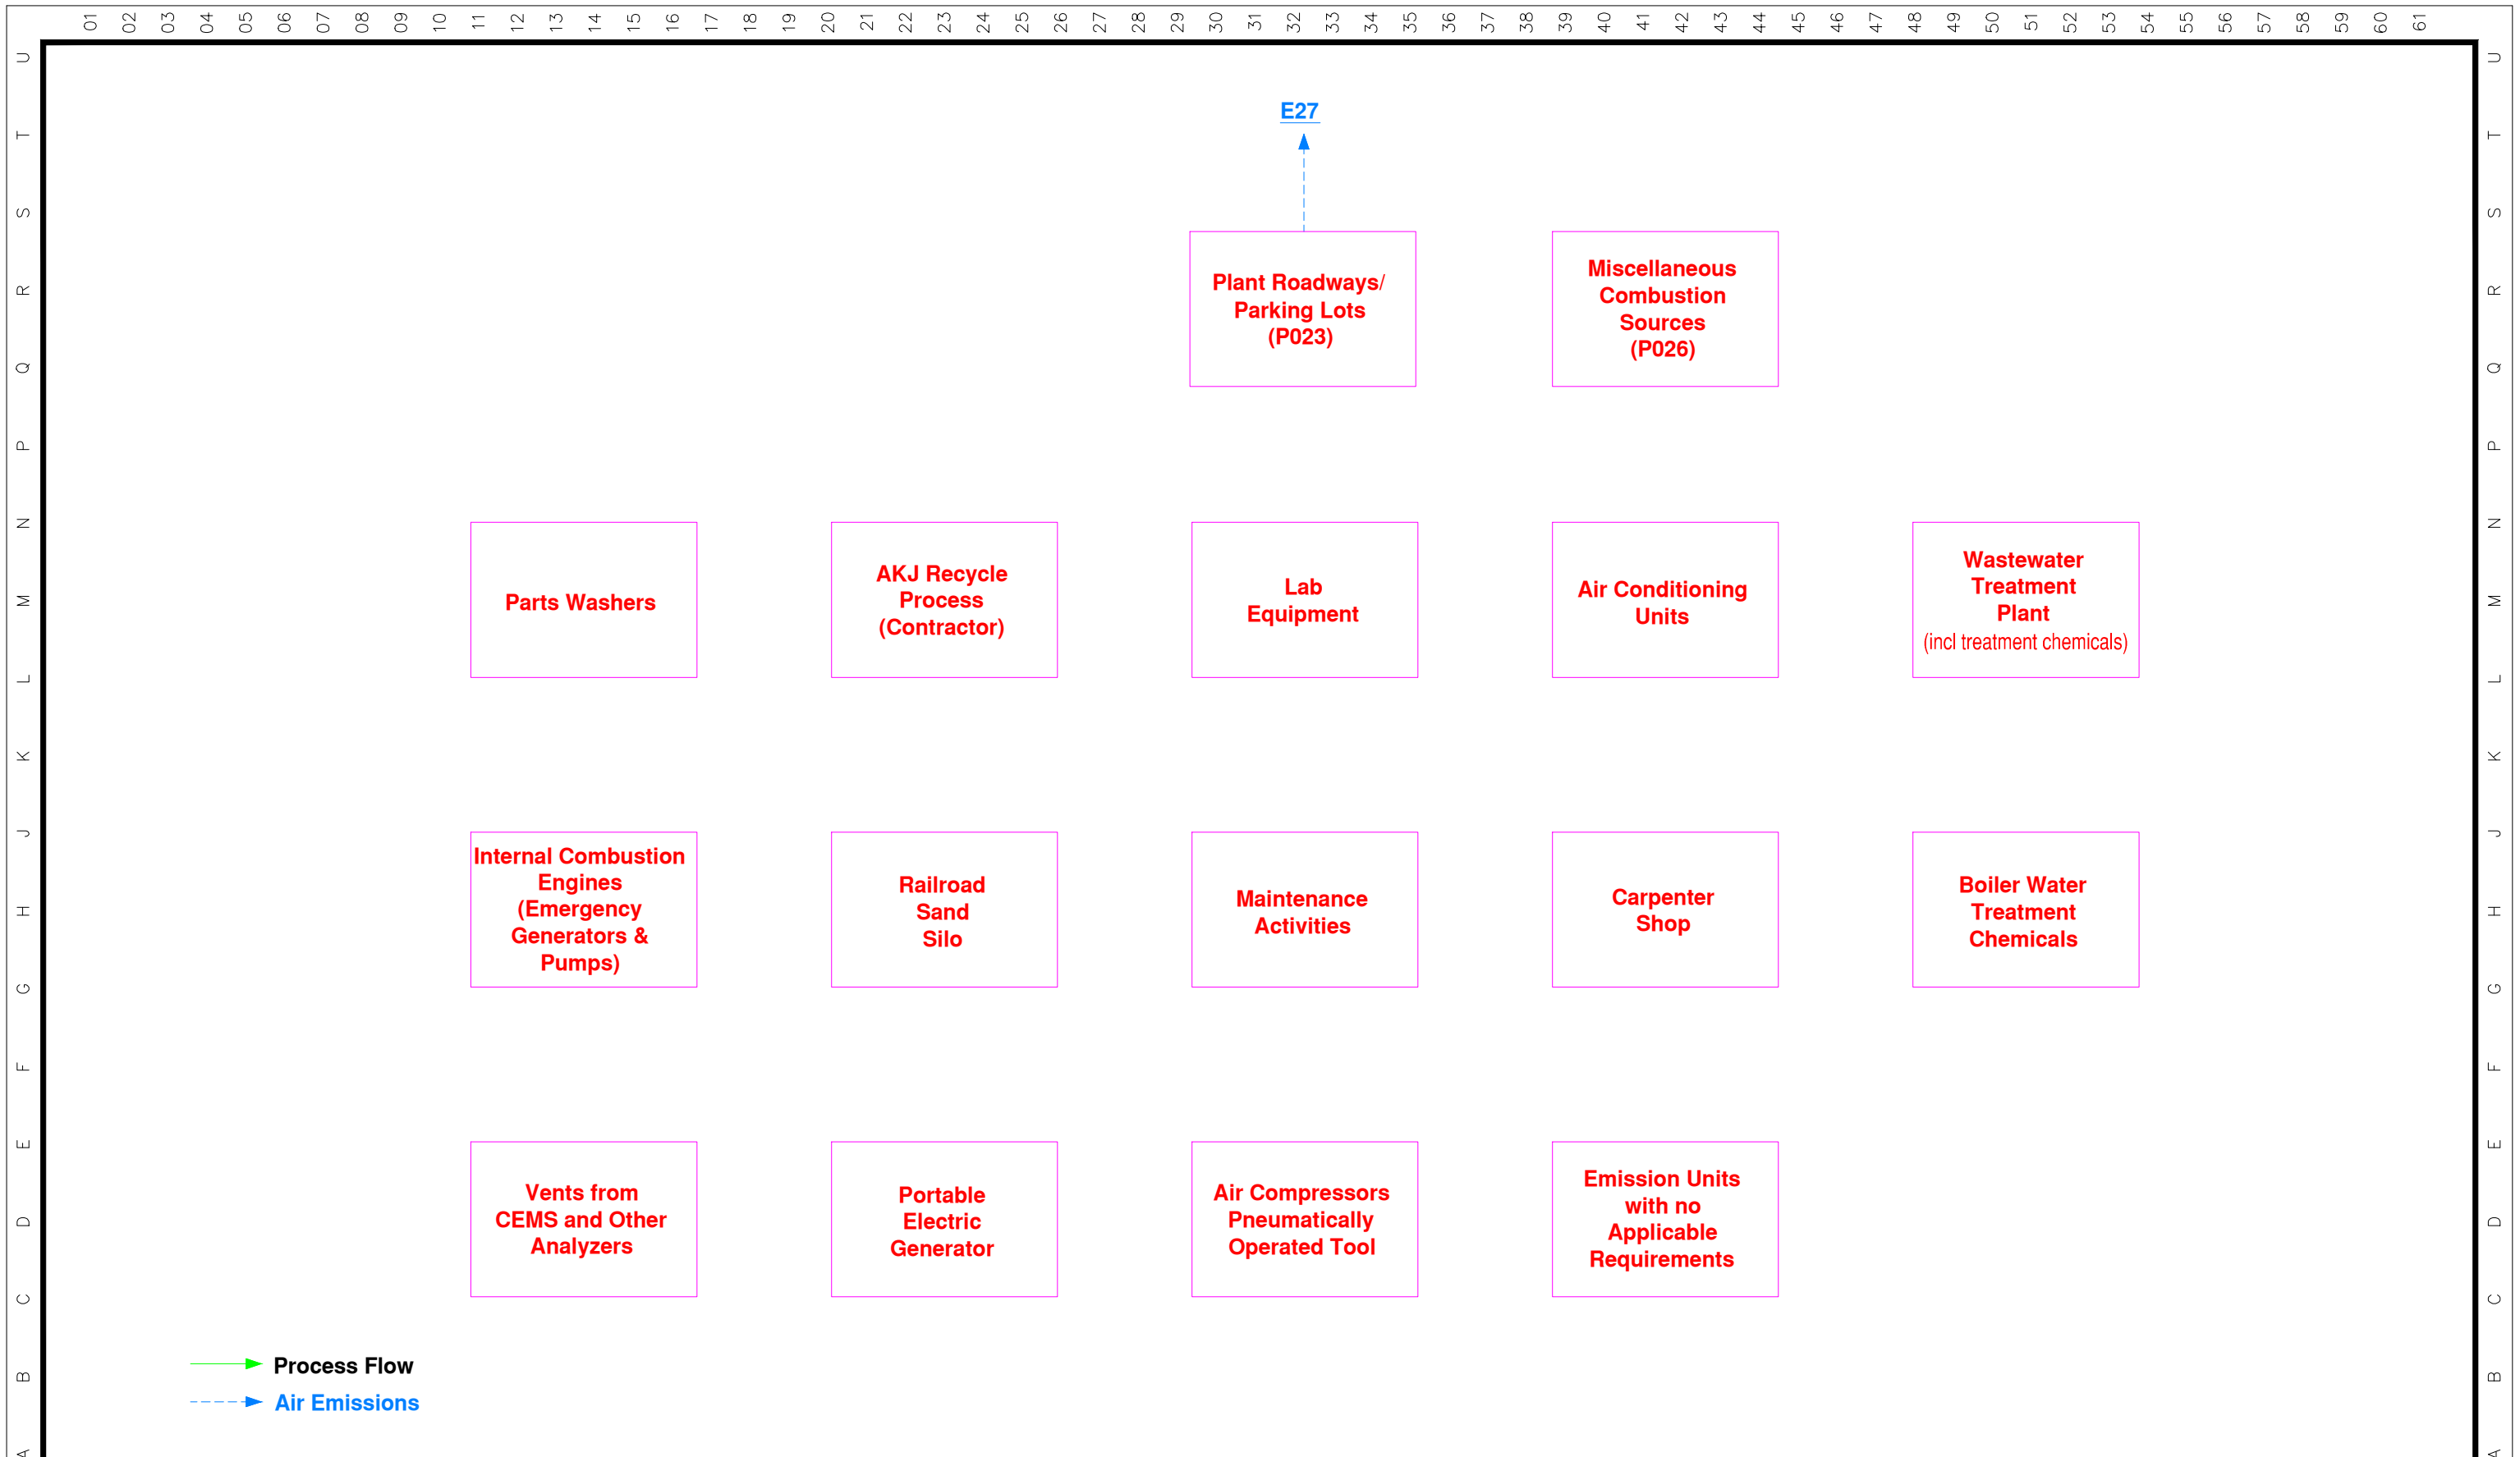 01 02 03 04 05 06 07 08 09 10 11 12 13 14 15 16 17 18 19 20 21 22 23 24 25 26 27 28 29 30 31 32 33 34 35 36 37 38 39 40 41 42 43 44 45 46 47 48 49 50 51 52 53 54 55 56 57 58 59 60 61
U U
E27
T T
S S
Plant Roadways/
Parking Lots
(P023)
Miscellaneous
Combustion
Sources
(P026)
R R
Q Q
P P
N N
Parts Washers
AKJ Recycle
Process
(Contractor)
Lab
Equipment
Air Conditioning
Units
Wastewater
Treatment
Plant
(incl treatment chemicals)
M M
L L
K K
J J
Internal Combustion
Engines
(Emergency
Generators &
Pumps)
Railroad
Sand
Silo
Maintenance
Activities
Carpenter
Shop
Boiler Water
Treatment
Chemicals
H H
G G
F F
E E
Vents from
CEMS and Other
Analyzers
Portable
Electric
Generator
Air Compressors
Pneumatically
Operated Tool
Emission Units
with no
Applicable
Requirements
D D
C C
Process Flow
B B
Air Emissions
A A